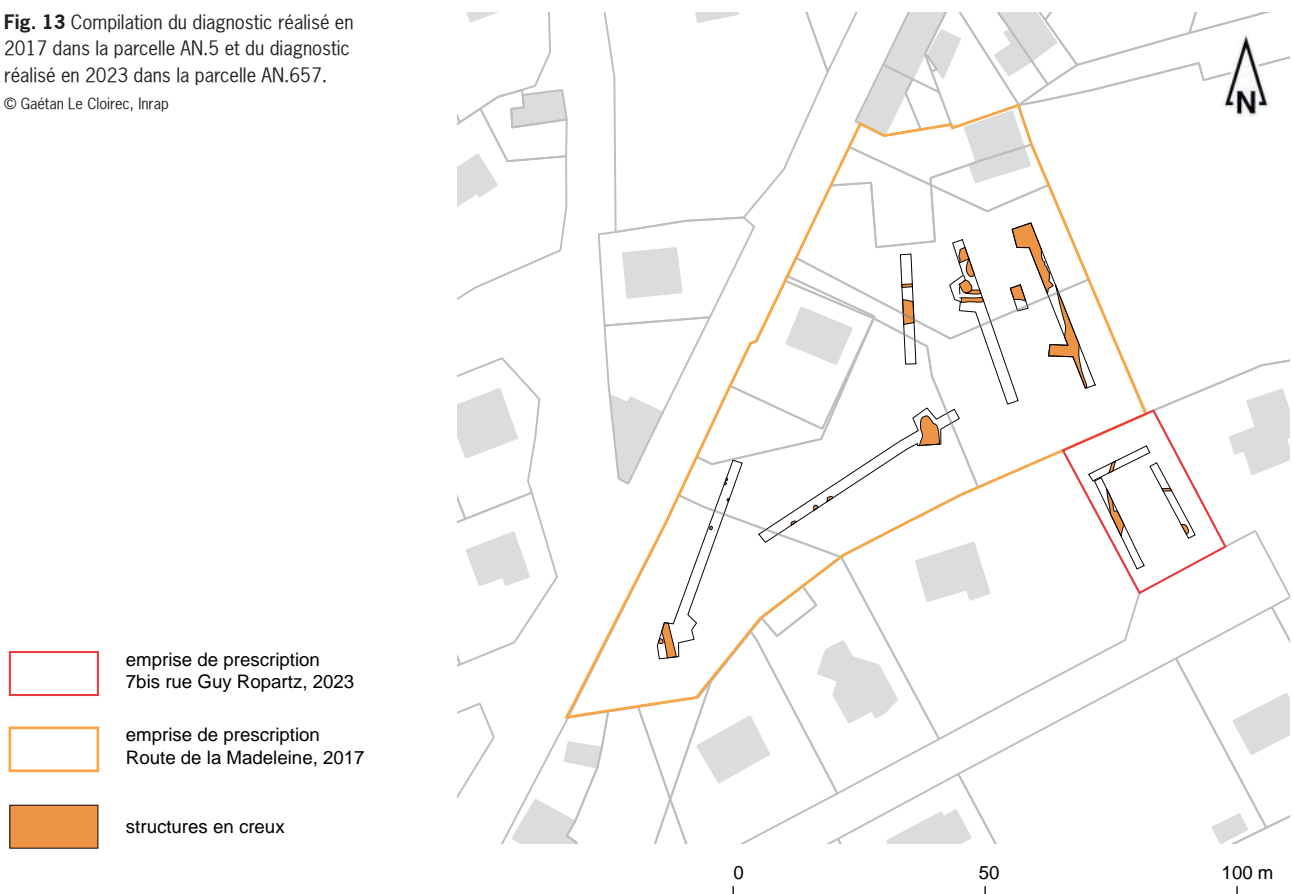 Fig. 13 Compilation du diagnostic réalisé en
2017 dans la parcelle AN.5 et du diagnostic
réalisé en 2023 dans la parcelle AN.657.
© Gaétan Le Cloirec, Inrap
N
emprise de prescription
7bis rue Guy Ropartz, 2023
emprise de prescription
Route de la Madeleine, 2017
structures en creux
0 50 100 m